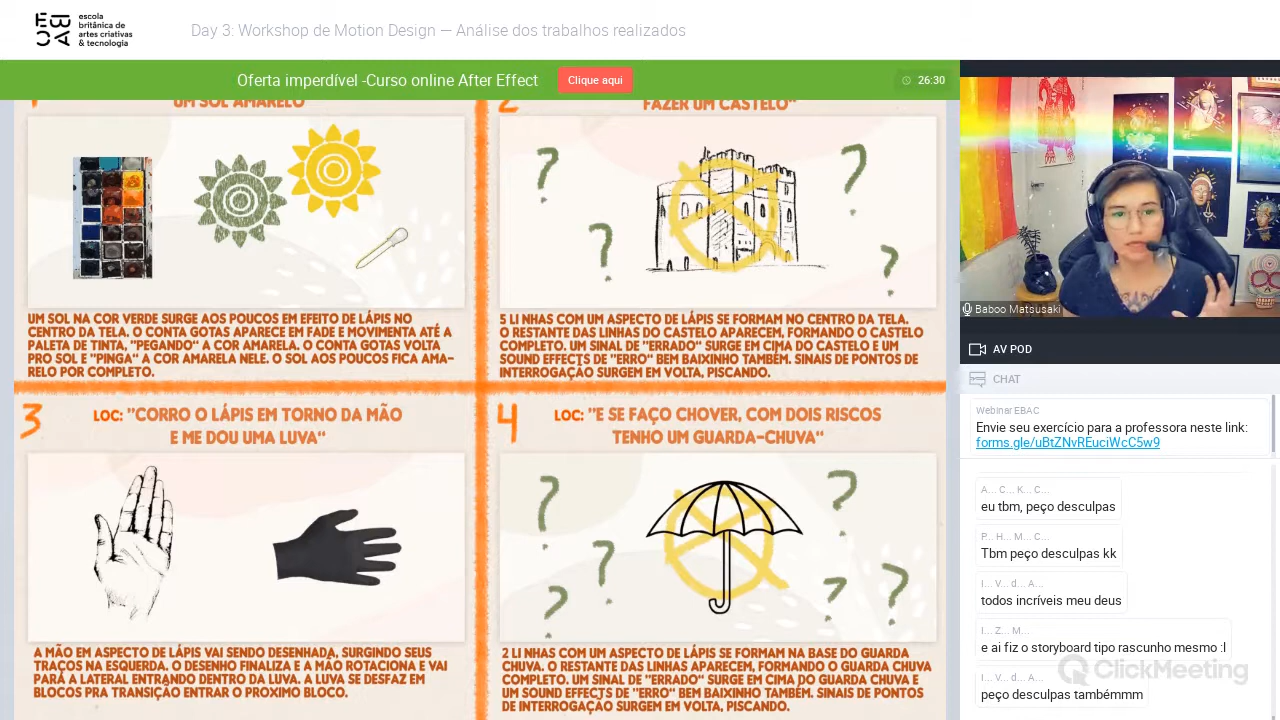 EBAC
escola
britânica de
artes criativas
& tecnologia
Day 3: Workshop de Motion Design — Análise dos trabalhos realizados
Oferta imperdível -Curso online After Effect
Clique aqui
26:30
UM SOL AMARELO
2
FAZER UM CASTELO"
UM SOL NA COR VERDE SURGE AOS POUCOS EM EFEITO DE LÁPIS NO
CENTRO DA TELA. O CONTA GOTAS APARECE EM FADE E MOVIMENTA ATÉ A
PALETA DE TINTA, "PEGANDO" A COR AMARELA. O CONTA GOTAS VOLTA
PRO SOL E "PINGA" A COR AMARELA NELE. O SOL AOS POUCOS FICA AMA-
RELO POR COMPLETO.
? ? ? ?
5 LI NHAS COM UM ASPECTO DE LÁPIS SE FORMAM NO CENTRO DA TELA.
O RESTANTE DAS LINHAS DO CASTELO APARECEM, FORMANDO O CASTELO
COMPLETO. UM SINAL DE "ERRADO" SURGE EM CIMA DO CASTELO E UM
SOUND EFFECTS DE "ERRO" BEM BAIXINHO TAMBÉM. SINAIS DE PONTOS DE
INTERROGAÇÃO SURGEM EM VOLTA, PISCANDO.
3
LOC: "CORRO O LÁPIS EM TORNO DA MÃO
E ME DOU UMA LUVA"
A MÃO EM ASPECTO DE LÁPIS VAI SENDO DESENHADA, SURGINDO SEUS
TRAÇOS NA ESQUERDA. O DESENHO FINALIZA E A MÃO ROTACIONA E VAI
PARA A LATERAL ENTRANDO DENTRO DA LUVA. A LUVA SE DESFAZ EM
BLOCOS PRA TRANSIÇÃO ENTRAR O PROXIMO BLOCO.
4
LOC: "E SE FAÇO CHOVER, COM DOIS RISCOS
TENHO UM GUARDA-CHUVA"
? ? ? ? ? ?
2 LI NHAS COM UM ASPECTO DE LÁPIS SE FORMAM NA BASE DO GUARDA
CHUVA. O RESTANTE DAS LINHAS APARECEM, FORMANDO O GUARDA CHUVA
COMPLETO. UM SINAL DE "ERRADO" SURGE EM CIMA DO GUARDA CHUVA E
UM SOUND EFFECTS DE "ERRO" BEM BAIXINHO TAMBÉM. SINAIS DE PONTOS
DE INTERROGAÇÃO SURGEM EM VOLTA, PISCANDO.
Baboo Matsusaki
AV POD
CHAT
Webinar EBAC
Envie seu exercício para a professora neste link:
forms.gle/uBtZNvREuciWcC5w9
A... C... K... C...
eu tbm, peço desculpas
P... H... M... C...
Tbm peço desculpas kk
I... V... d... A...
todos incríveis meu deus
I... Z... M...
e ai fiz o storyboard tipo rascunho mesmo :l
I... V... d... A...
peço desculpas tambémmm
ClickMeeting